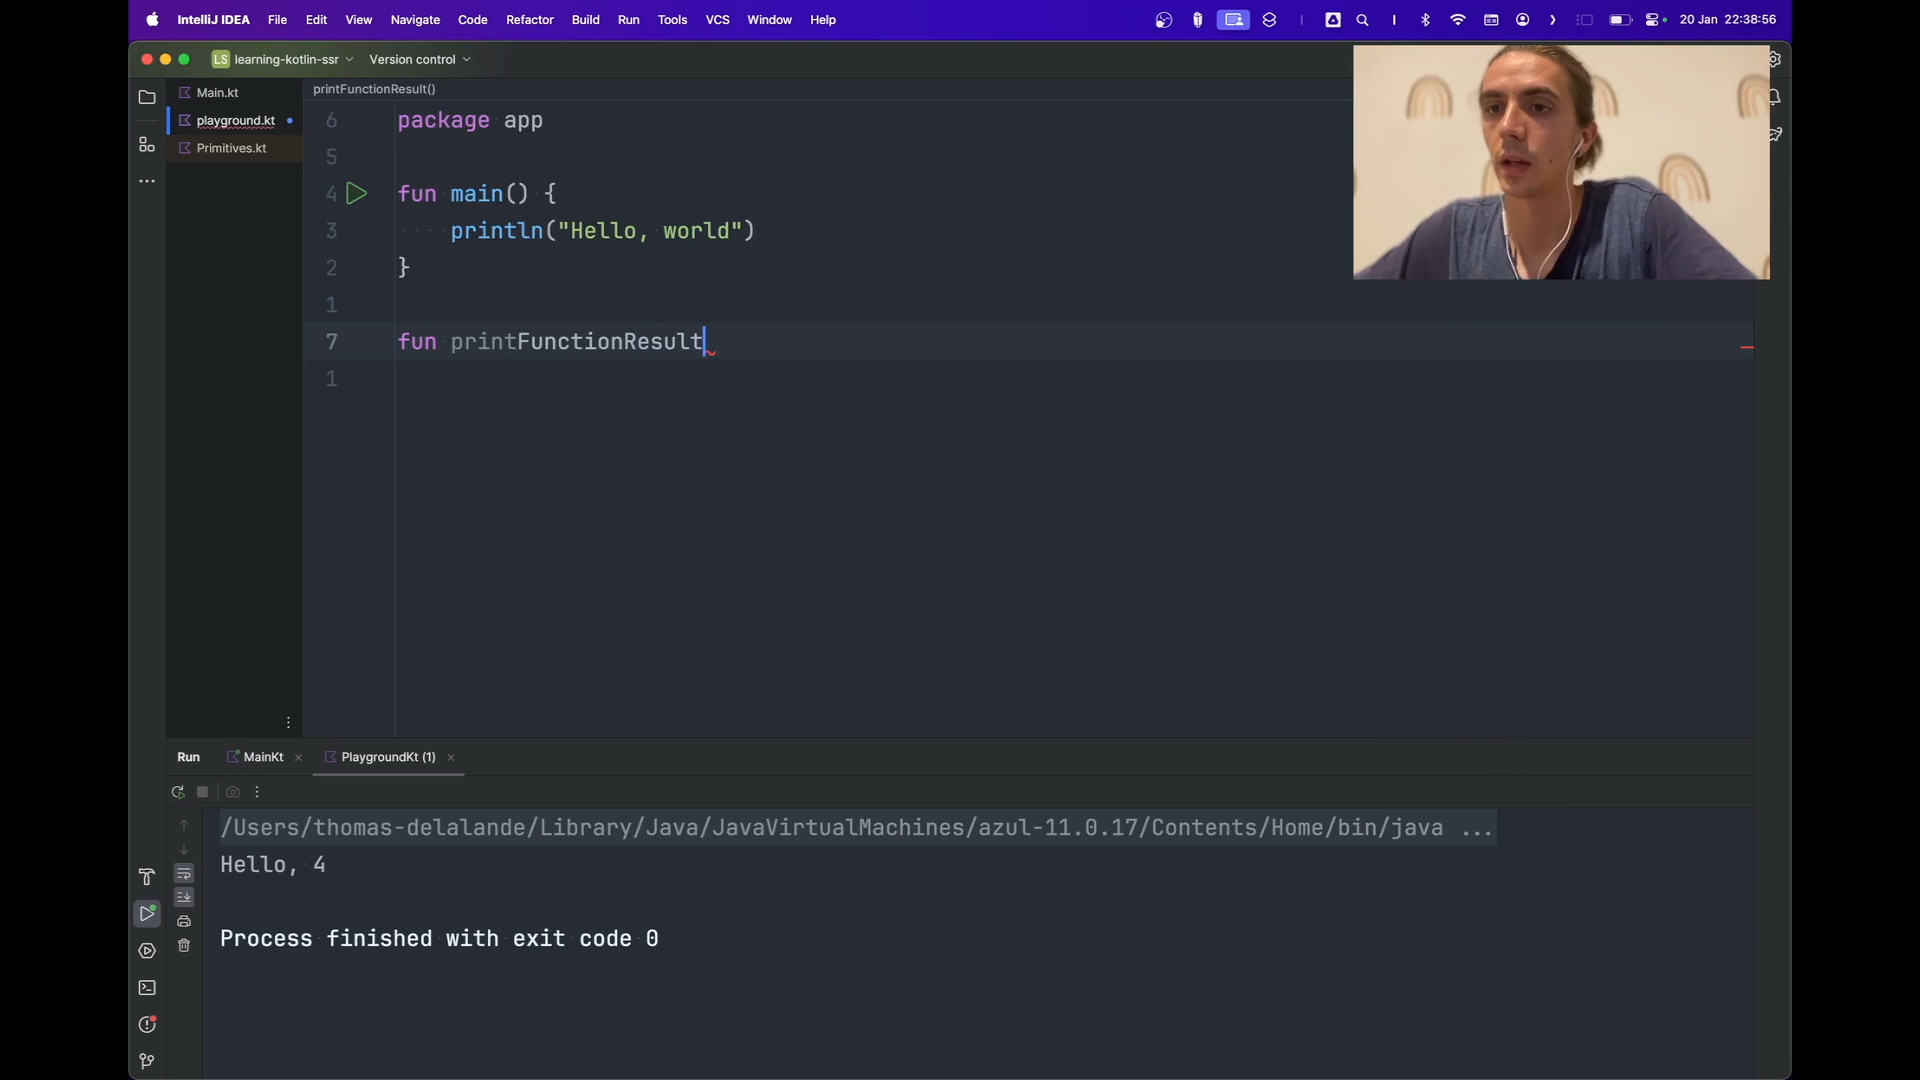 IntelliJ IDEA File Edit View Navigate Code Refactor Build Run Tools VCS Window Help 20 Jan 22:38:56
LS learning-kotlin-ssr Version control
Main.kt
playground.kt
Primitives.kt
printFunctionResult()
6 package app
5
4 fun main() {
3 println("Hello, world")
2 }
1
7 fun printFunctionResult
1
Run MainKt PlaygroundKt (1)
/Users/thomas-delalande/Library/Java/JavaVirtualMachines/azul-11.0.17/Contents/Home/bin/java ...
Hello, 4
Process finished with exit code 0